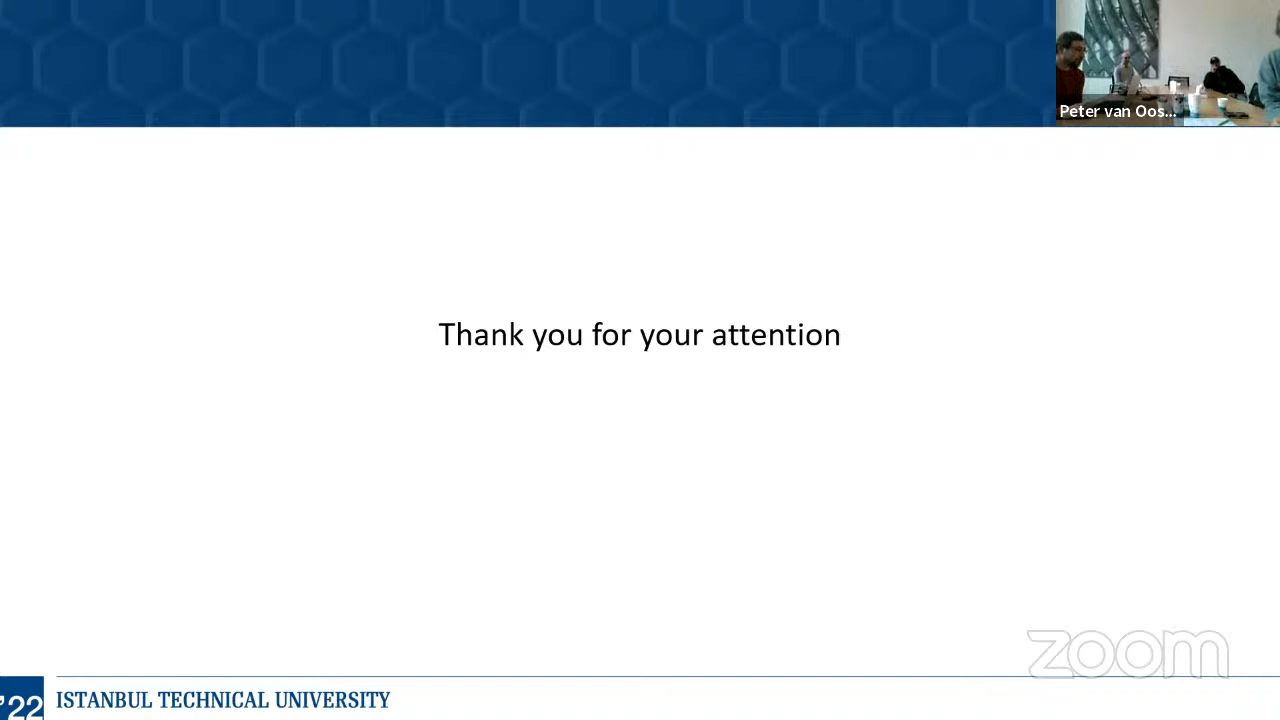 Peter van Oos...
Thank you for your attention
zoom
'22 ISTANBUL TECHNICAL UNIVERSITY